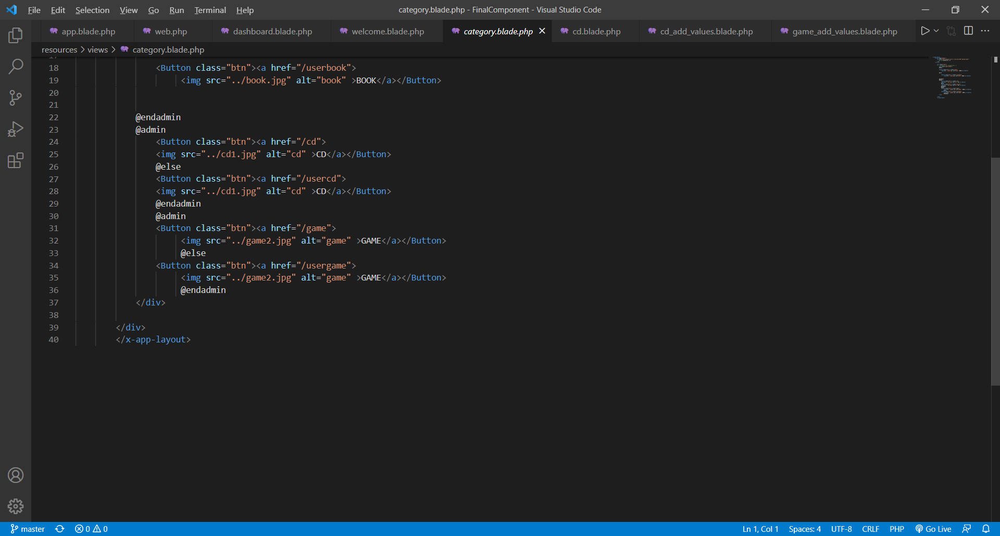 File Edit Selection View Go Run Terminal Help category.blade.php - FinalComponent - Visual Studio Code
app.blade.php web.php dashboard.blade.php welcome.blade.php category.blade.php cd.blade.php cd_add_values.blade.php game_add_values.blade.php
resources > views > category.blade.php
18 <Button class="btn"><a href="/userbook">
19 <img src="../book.jpg" alt="book" >BOOK</a></Button>
20
21
22 @endadmin
23 @admin
24 <Button class="btn"><a href="/cd">
25 <img src="../cd1.jpg" alt="cd" >CD</a></Button>
26 @else
27 <Button class="btn"><a href="/usercd">
28 <img src="../cd1.jpg" alt="cd" >CD</a></Button>
29 @endadmin
30 @admin
31 <Button class="btn"><a href="/game">
32 <img src="../game2.jpg" alt="game" >GAME</a></Button>
33 @else
34 <Button class="btn"><a href="/usergame">
35 <img src="../game2.jpg" alt="game" >GAME</a></Button>
36 @endadmin
37 </div>
38
39 </div>
40 </x-app-layout>
master 0 0 Ln 1, Col 1 Spaces: 4 UTF-8 CRLF PHP Go Live